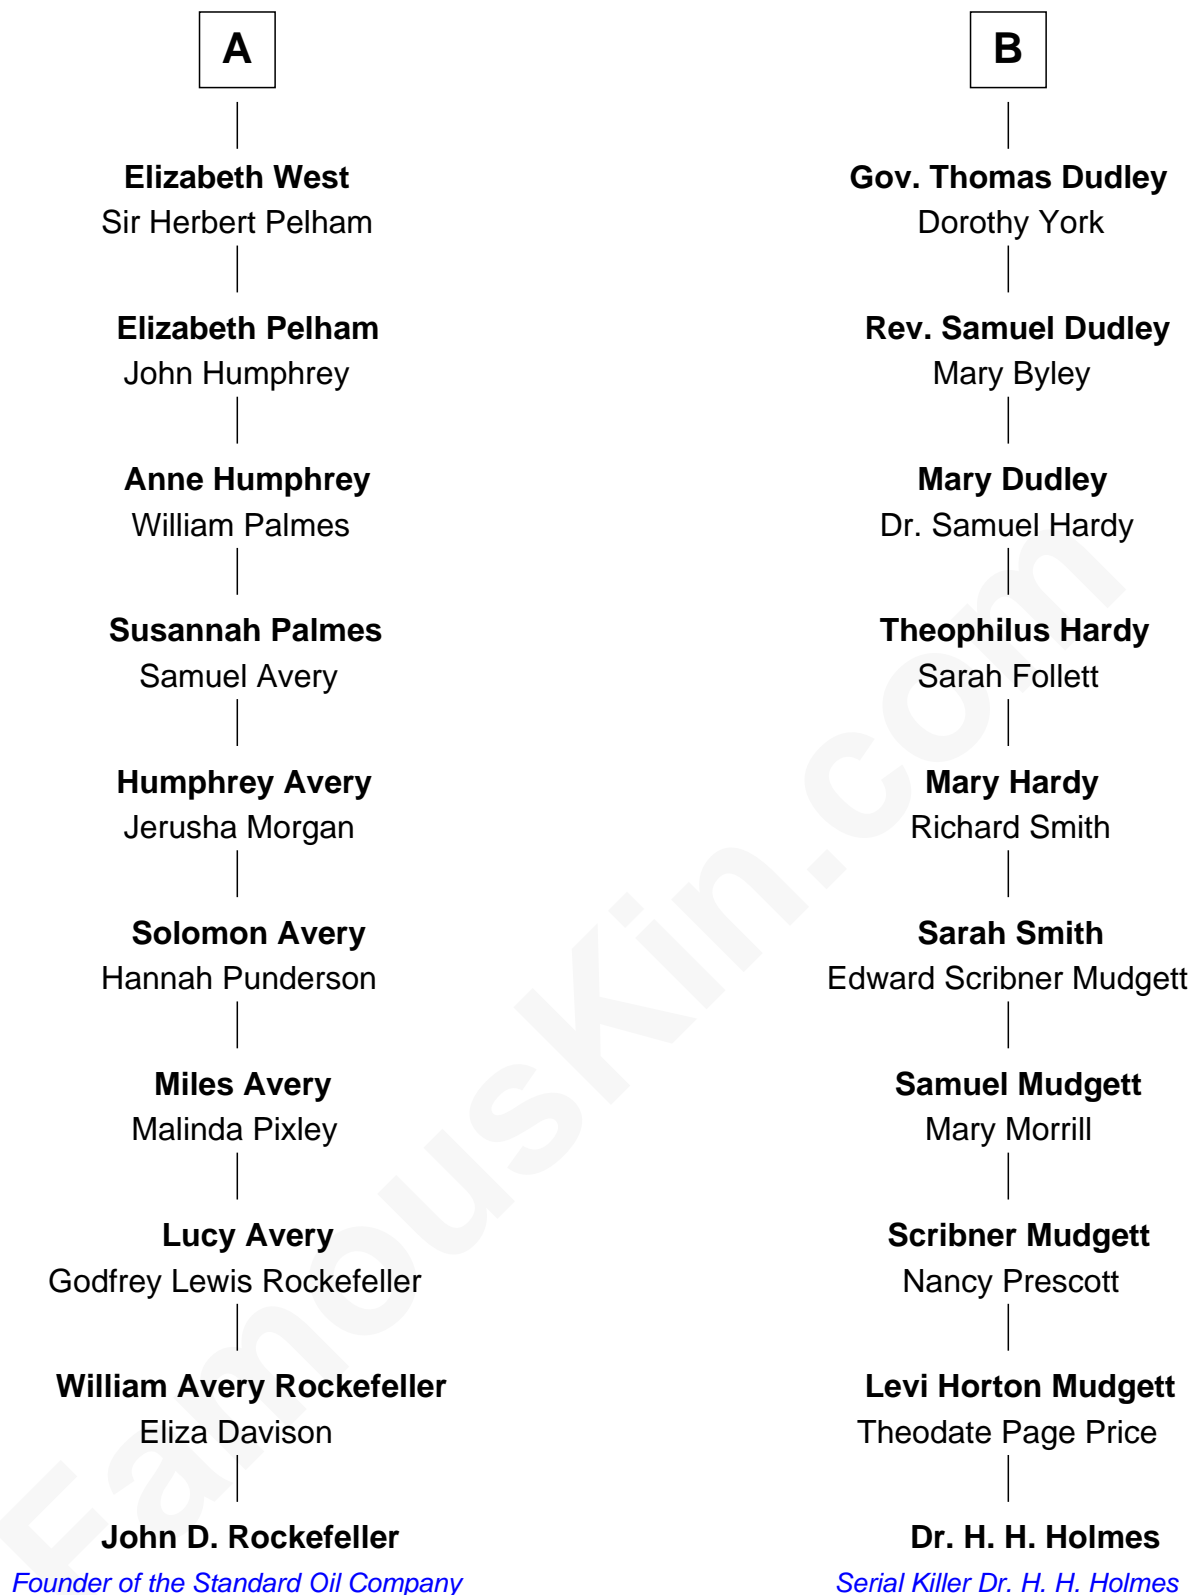 A
Elizabeth West
Sir Herbert Pelham
Elizabeth Pelham
John Humphrey
Anne Humphrey
William Palmes
Susannah Palmes
Samuel Avery
Humphrey Avery
Jerusha Morgan
Solomon Avery
Hannah Punderson
Miles Avery
Malinda Pixley
Lucy Avery
Godfrey Lewis Rockefeller
William Avery Rockefeller
Eliza Davison
John D. Rockefeller
Founder of the Standard Oil Company
B
Gov. Thomas Dudley
Dorothy York
Rev. Samuel Dudley
Mary Byley
Mary Dudley
Dr. Samuel Hardy
Theophilus Hardy
Sarah Follett
Mary Hardy
Richard Smith
Sarah Smith
Edward Scribner Mudgett
Samuel Mudgett
Mary Morrill
Scribner Mudgett
Nancy Prescott
Levi Horton Mudgett
Theodate Page Price
Dr. H. H. Holmes
Serial Killer Dr. H. H. Holmes
FamousKin.com